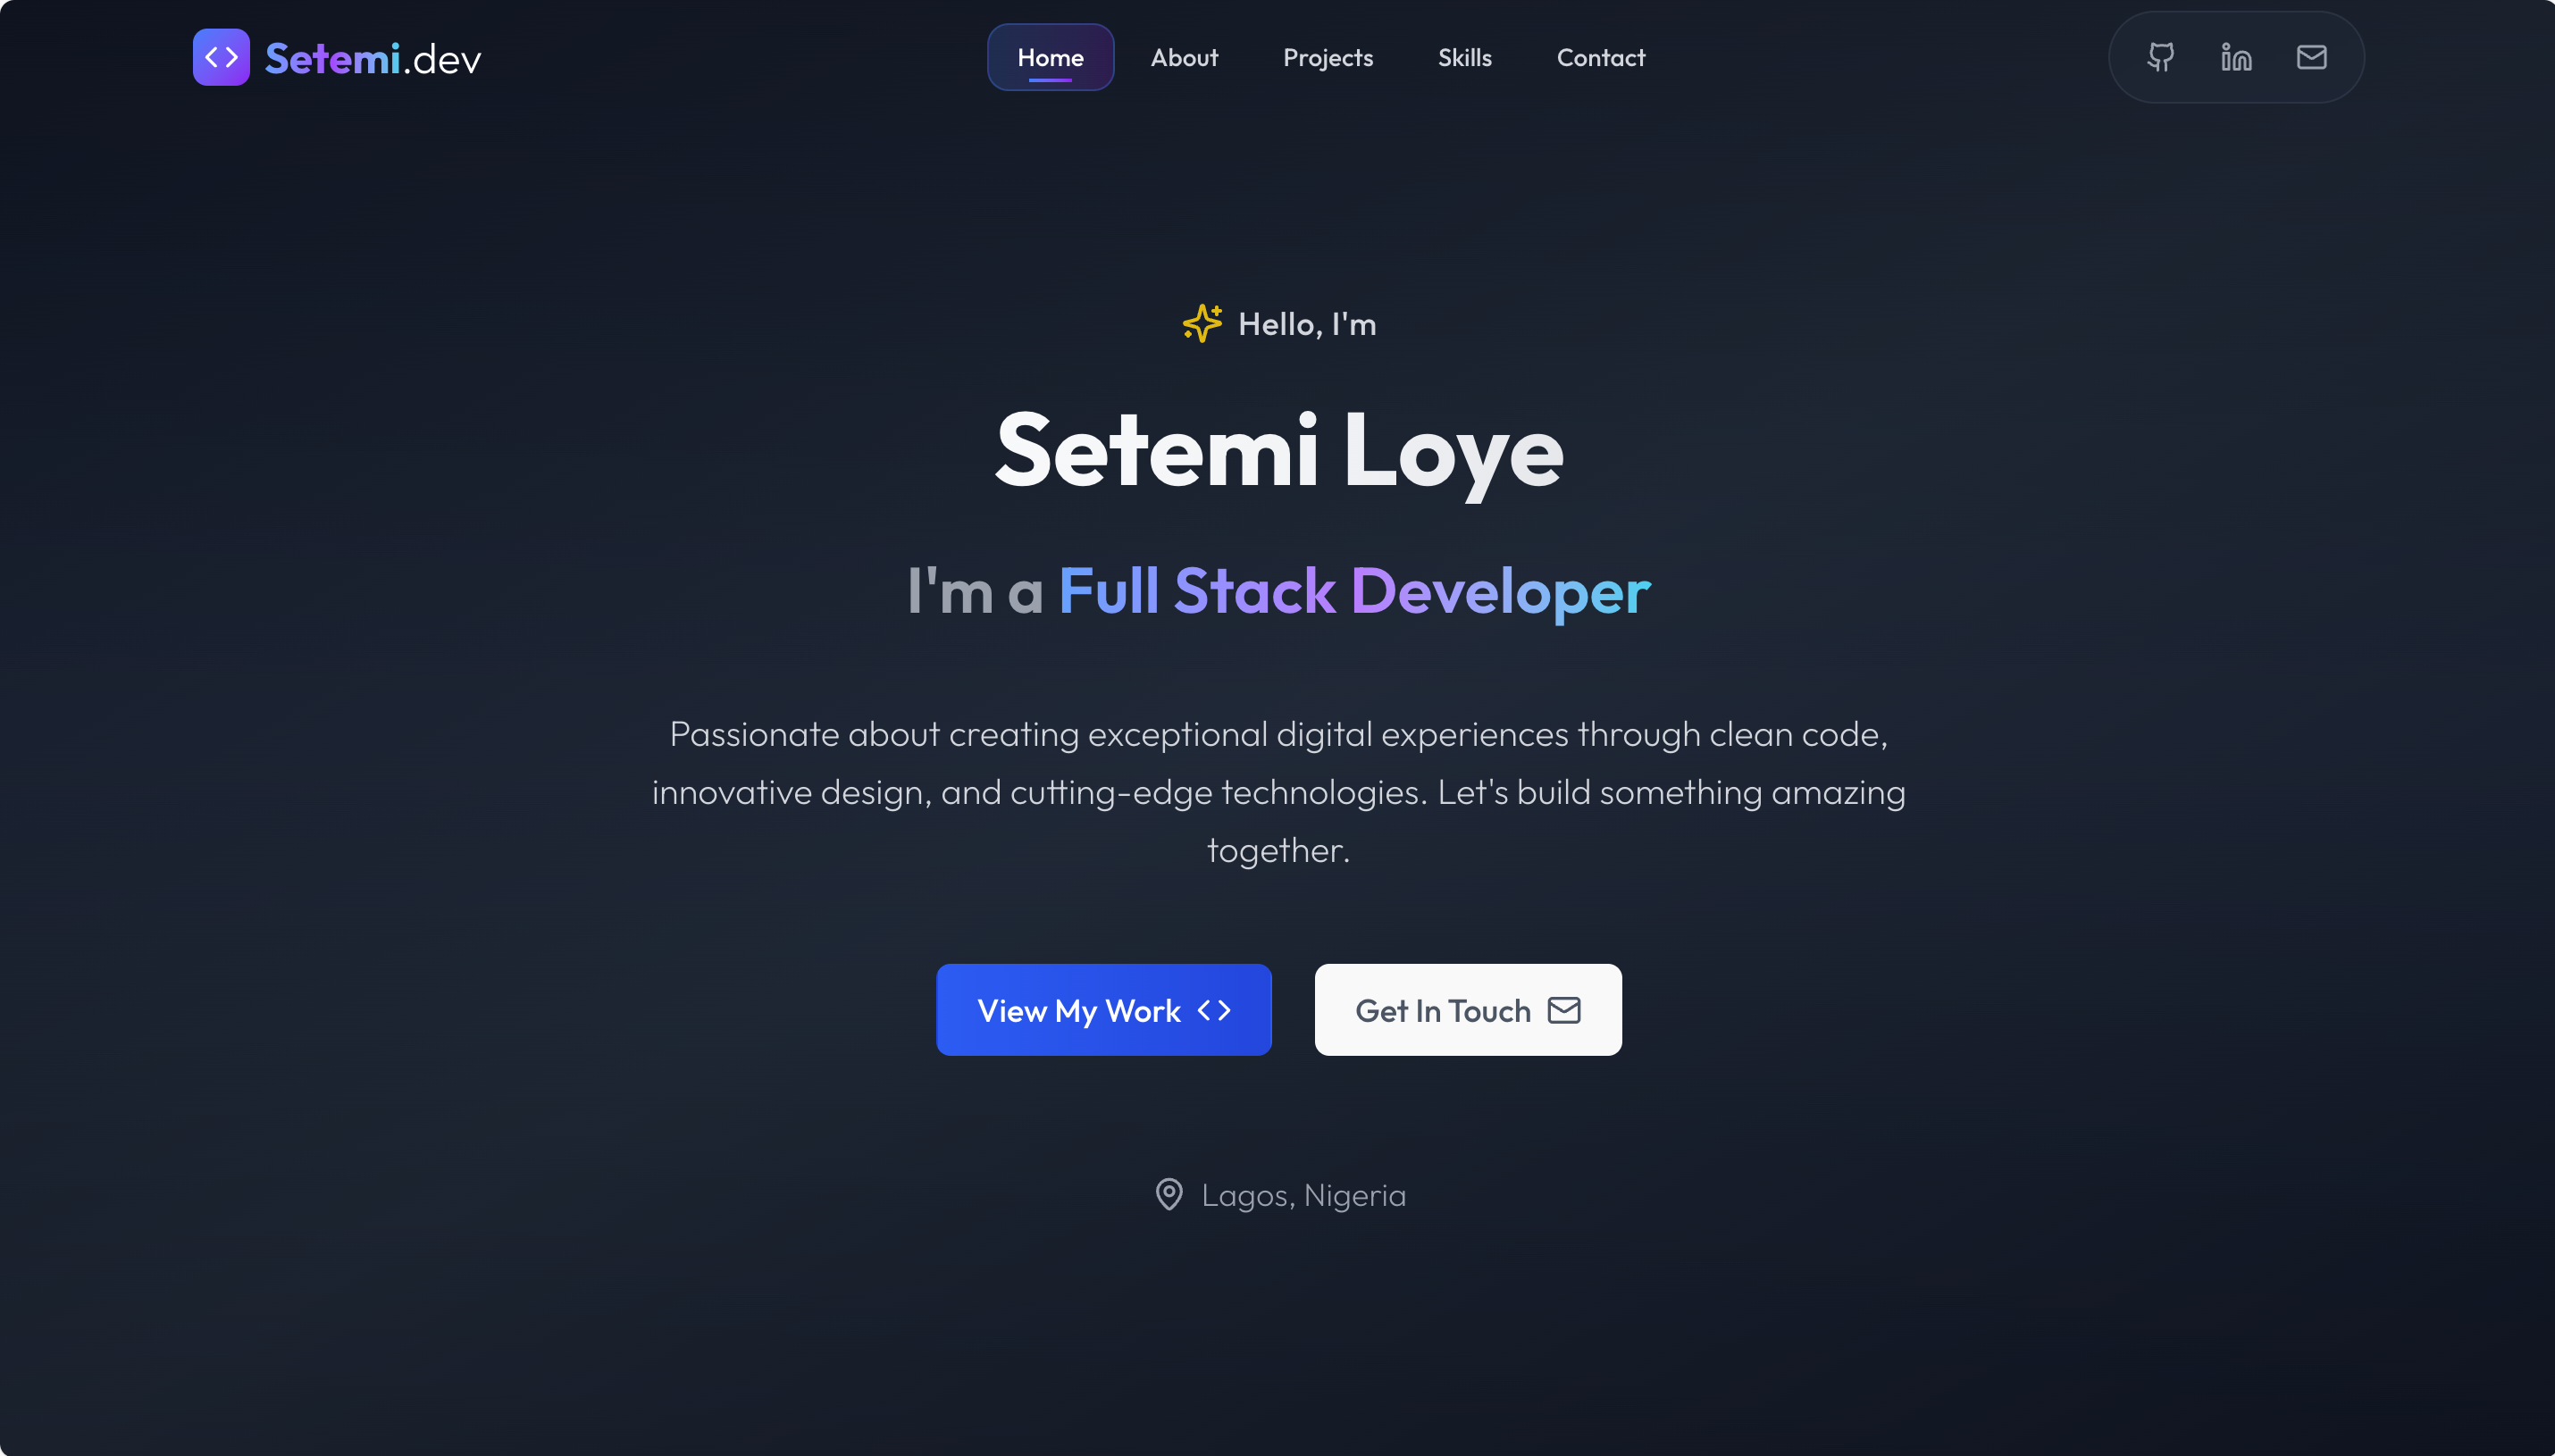 Setemi.dev
Home
About
Projects
Skills
Contact
Hello, I'm
Setemi Loye
I'm a Full Stack Developer
Passionate about creating exceptional digital experiences through clean code,
innovative design, and cutting-edge technologies. Let's build something amazing
together.
View My Work
Get In Touch
Lagos, Nigeria